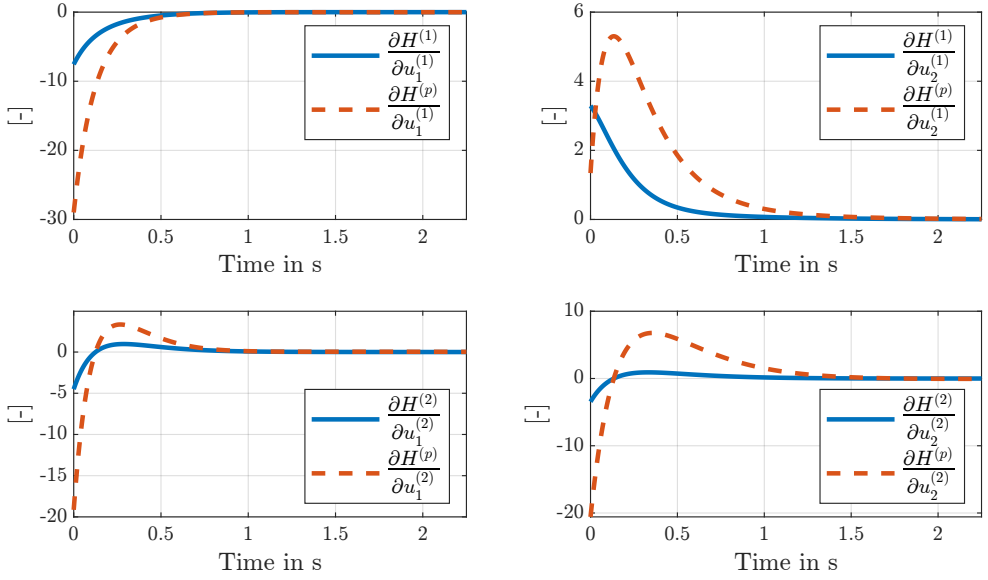 0
-10
-20
-30
[-]
0 0.5 1 1.5 2
Time in s
∂H^(1)
∂u_1^(1)
∂H^(p)
∂u_1^(1)
6
4
2
0
[-]
0 0.5 1 1.5 2
Time in s
∂H^(1)
∂u_2^(1)
∂H^(p)
∂u_2^(1)
0
-5
-10
-15
-20
[-]
0 0.5 1 1.5 2
Time in s
∂H^(2)
∂u_1^(2)
∂H^(p)
∂u_1^(2)
10
0
-10
-20
[-]
0 0.5 1 1.5 2
Time in s
∂H^(2)
∂u_2^(2)
∂H^(p)
∂u_2^(2)